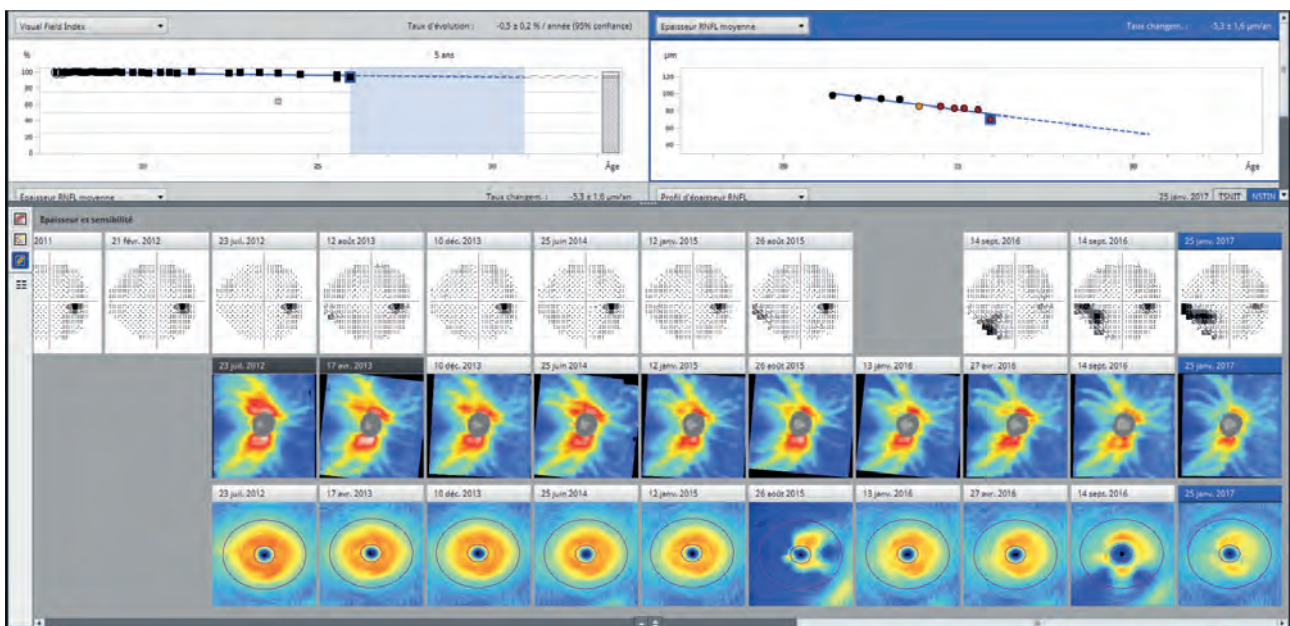 Visual Field Index
Taux d'évolution : -0,5 ± 0,2 % / année (95% confiance)
Epaisseur RNFL moyenne
Taux changem. : -5,3 ± 1,6 µm/an
%
5 ans
100
80
60
40
20
0
20
25
30
Âge
µm
120
100
80
60
40
20
25
30
Âge
Epaisseur RNFL moyenne
Taux changem. : -5,3 ± 1,6 µm/an
Profil d'épaisseur RNFL
25 janv. 2017 TSNIT NSTIN
Epaisseur et sensibilité
2011 21 févr. 2012 23 juil. 2012 12 août 2013 10 déc. 2013 25 juin 2014 12 janv. 2015 26 août 2015 14 sept. 2016 14 sept. 2016 25 janv. 2017
23 juil. 2012 17 avr. 2013 10 déc. 2013 25 juin 2014 12 janv. 2015 26 août 2015 13 janv. 2016 27 avr. 2016 14 sept. 2016 25 janv. 2017
23 juil. 2012 17 avr. 2013 10 déc. 2013 25 juin 2014 12 janv. 2015 26 août 2015 13 janv. 2016 27 avr. 2016 14 sept. 2016 25 janv. 2017